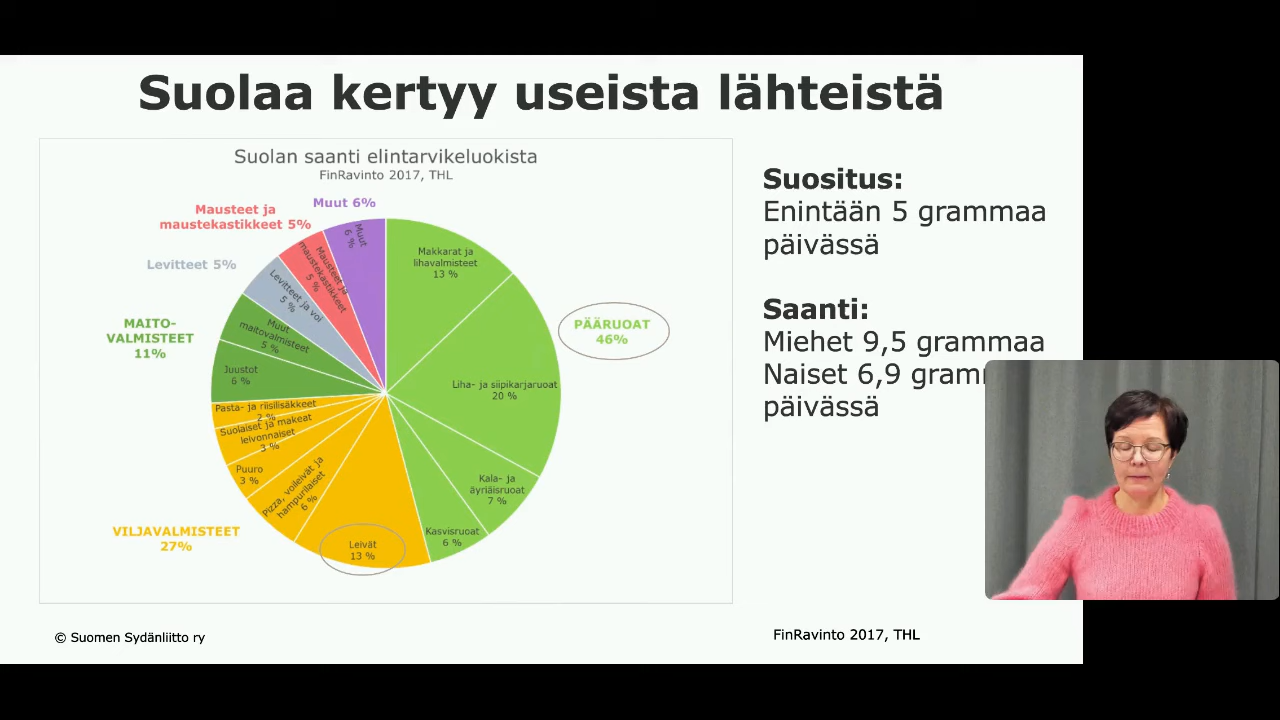 Suolaa kertyy useista lähteistä
Suolan saanti elintarvikeluokista
FinRavinto 2017, THL
Muut 6%
Mausteet ja
maustekastikkeet 5%
Levitteet 5%
MAITO-
VALMISTEET
11%
VILJAVALMISTEET
27%
PÄÄRUOAT
46%
Makkarat ja
lihavalmisteet
13 %
Liha- ja siipikarjaruoat
20 %
Kala- ja
äyriäisruoat
7 %
Kasvisruoat
6 %
Leivät
13 %
Pizza, voileivät ja
hampurilaiset
6 %
Puuro
3 %
Suolaiset ja makeat
leivonnaiset
3 %
Pasta- ja riisilisäkkeet
2 %
Juustot
6 %
Muut
maitovalmisteet
5 %
Levitteet ja voi
5 %
Mausteet ja
maustekastikkeet
5 %
Muut
6 %
Suositus:
Enintään 5 grammaa
päivässä
Saanti:
Miehet 9,5 grammaa
Naiset 6,9
päivässä
© Suomen Sydänliitto ry
FinRavinto 2017, THL